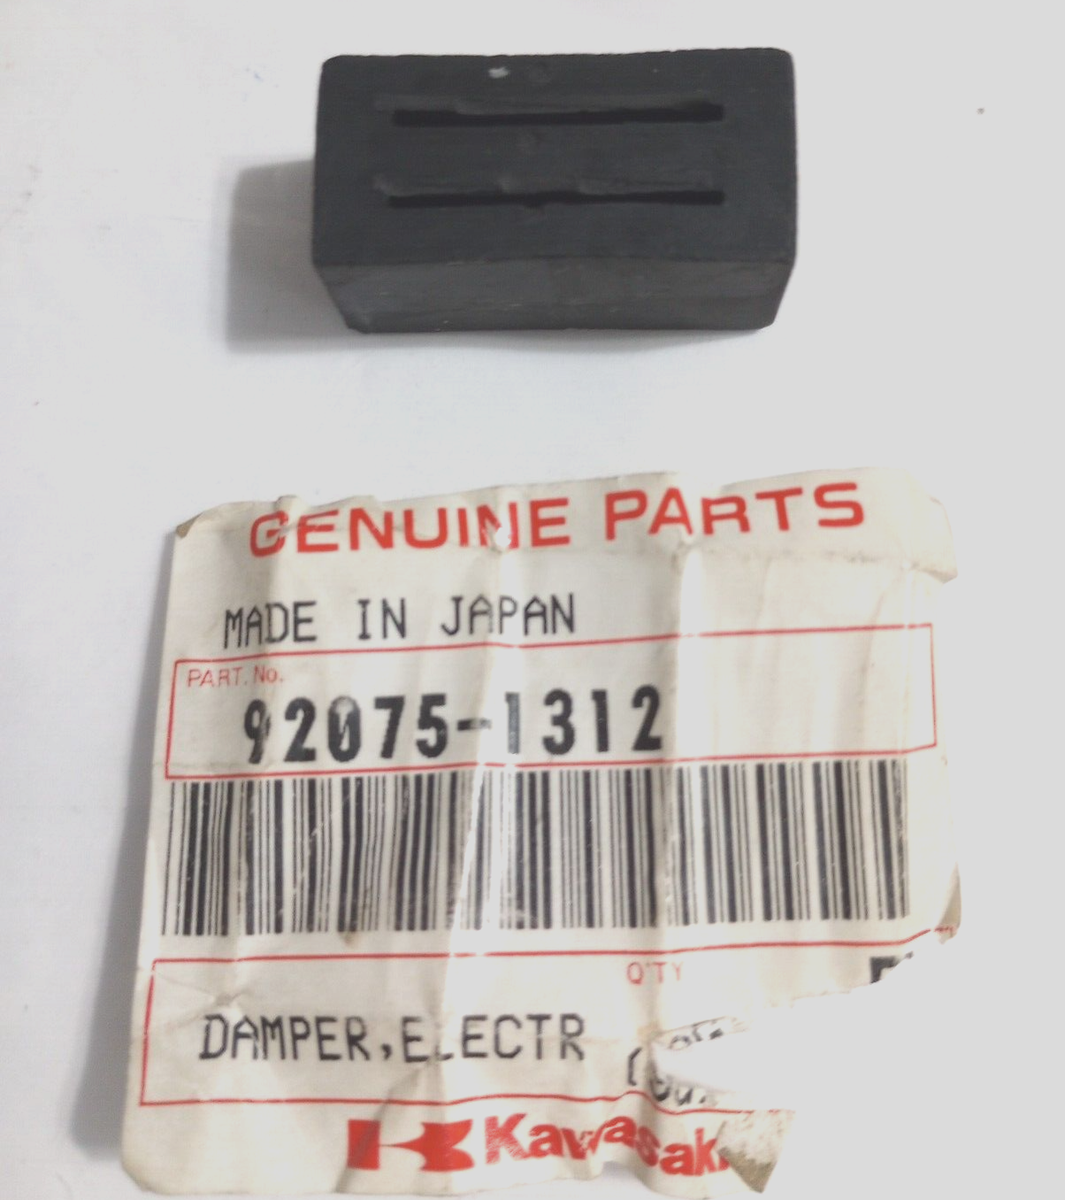 GENUINE PARTS
MADE IN JAPAN
PART. No.
92075-1312
Q'TY
DAMPER,ELECTR
Kawasaki